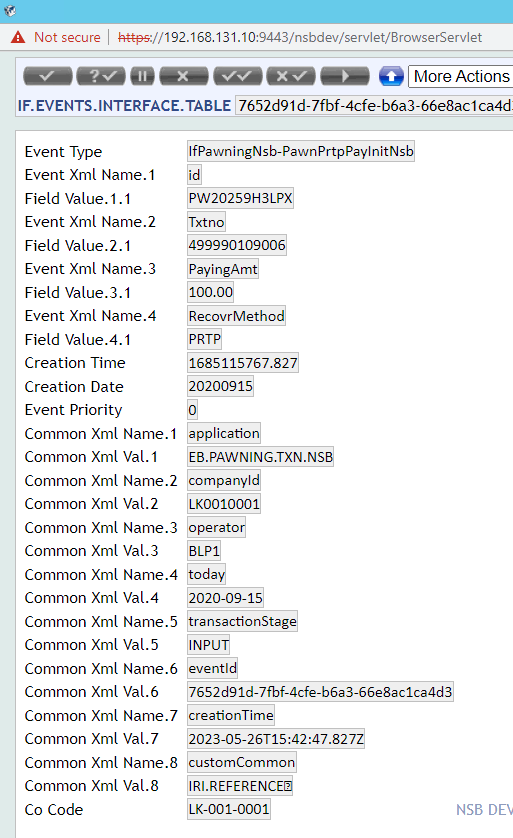 Not secure | https://192.168.131.10:9443/nsbdev/servlet/BrowserServlet
More Actions
IF.EVENTS.INTERFACE.TABLE 7652d91d-7fbf-4cfe-b6a3-66e8ac1ca4d3
Event Type IfPawningNsb-PawnPrtpPayInitNsb
Event Xml Name.1 id
Field Value.1.1 PW20259H3LPX
Event Xml Name.2 Txtno
Field Value.2.1 499990109006
Event Xml Name.3 PayingAmt
Field Value.3.1 100.00
Event Xml Name.4 RecovrMethod
Field Value.4.1 PRTP
Creation Time 1685115767.827
Creation Date 20200915
Event Priority 0
Common Xml Name.1 application
Common Xml Val.1 EB.PAWNING.TXN.NSB
Common Xml Name.2 companyId
Common Xml Val.2 LK0010001
Common Xml Name.3 operator
Common Xml Val.3 BLP1
Common Xml Name.4 today
Common Xml Val.4 2020-09-15
Common Xml Name.5 transactionStage
Common Xml Val.5 INPUT
Common Xml Name.6 eventId
Common Xml Val.6 7652d91d-7fbf-4cfe-b6a3-66e8ac1ca4d3
Common Xml Name.7 creationTime
Common Xml Val.7 2023-05-26T15:42:47.827Z
Common Xml Name.8 customCommon
Common Xml Val.8 IRI.REFERENCE
Co Code LK-001-0001
NSB DEV